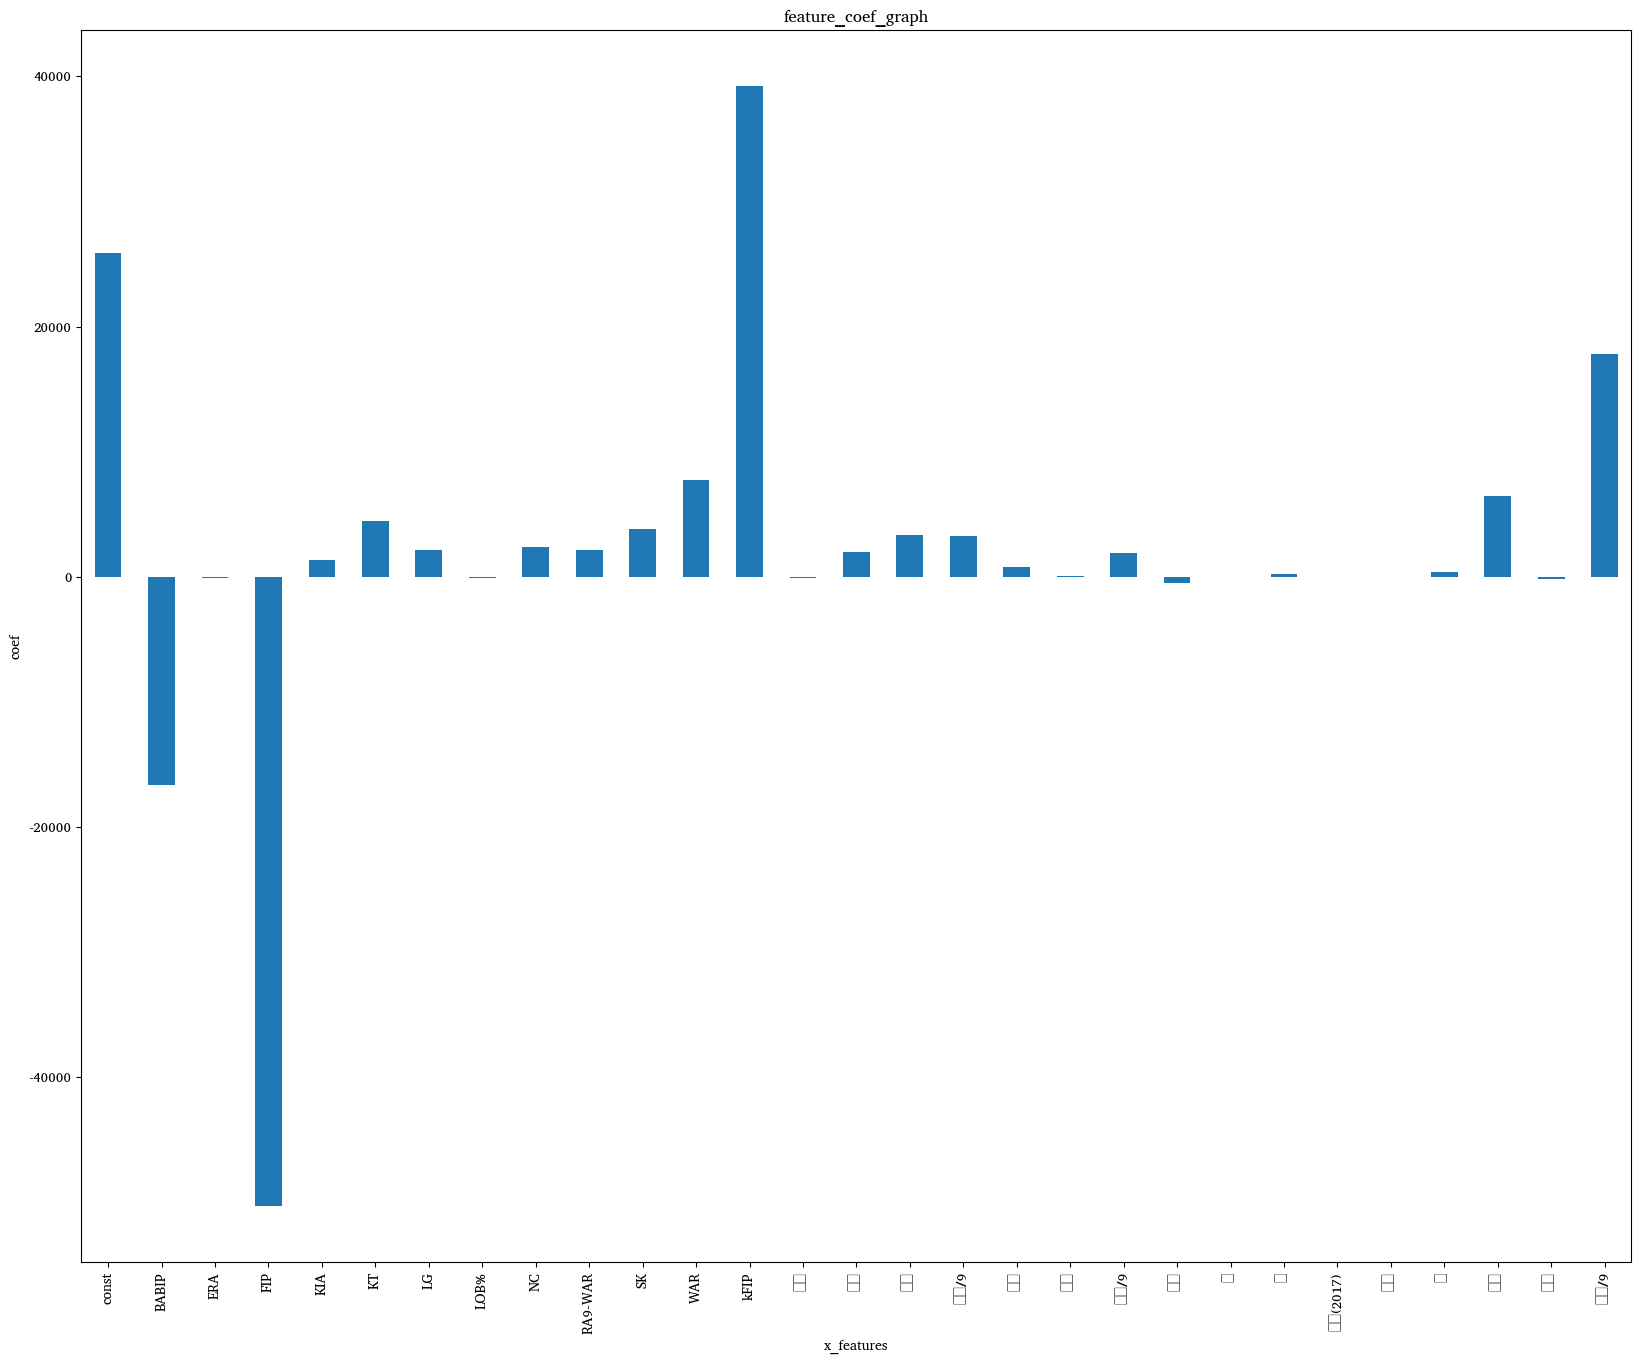 feature_coef_graph
40000
20000
0
-20000
-40000
coef
const
BABIP
ERA
FIP
KIA
KT
LG
LOB%
NC
RA9-WAR
SK
WAR
kFIP
□□
□□
□□
□□/9
□□
□□
□□/9
□□
□
□
□□(2017)
□□
□
□□
□□
□□/9
x_features